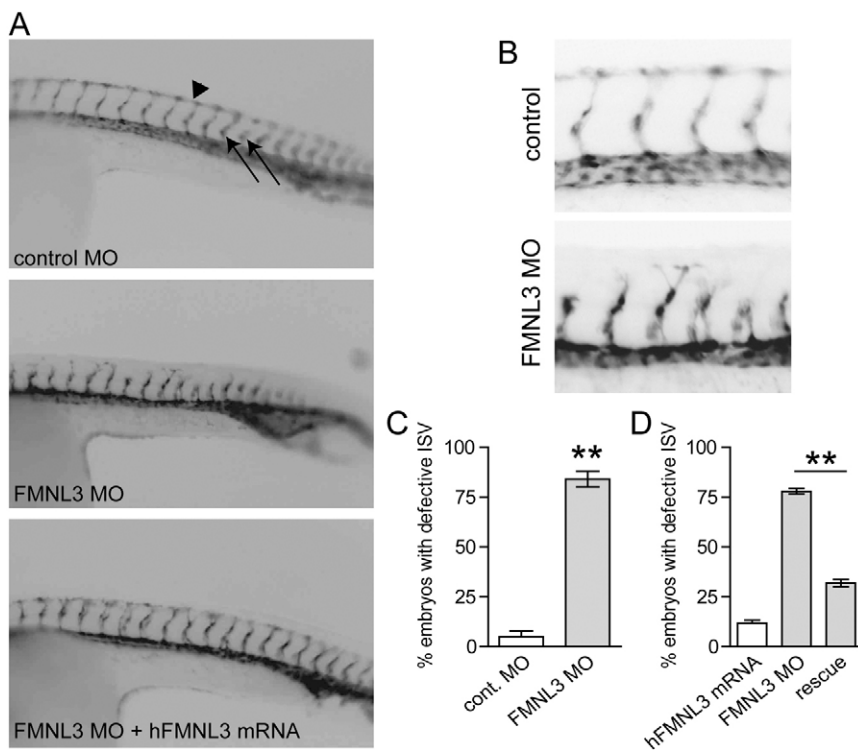 A
control MO
FMNL3 MO
FMNL3 MO + hFMNL3 mRNA
B
control
FMNL3 MO
C
% embryos with defective ISV
100
75
50
25
0
**
cont. MO
FMNL3 MO
D
% embryos with defective ISV
100
75
50
25
0
**
hFMNL3 mRNA
FMNL3 MO
rescue